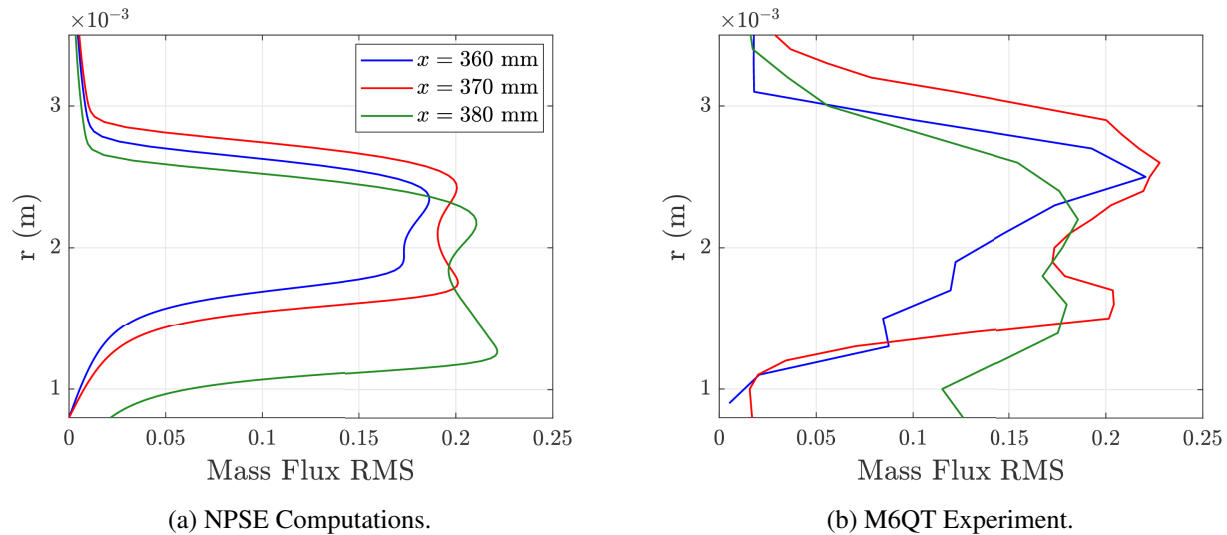 ×10⁻³
3
2
1
r (m)
x = 360 mm
x = 370 mm
x = 380 mm
0 0.05 0.1 0.15 0.2 0.25
Mass Flux RMS
(a) NPSE Computations.
×10⁻³
3
2
1
r (m)
0 0.05 0.1 0.15 0.2 0.25
Mass Flux RMS
(b) M6QT Experiment.